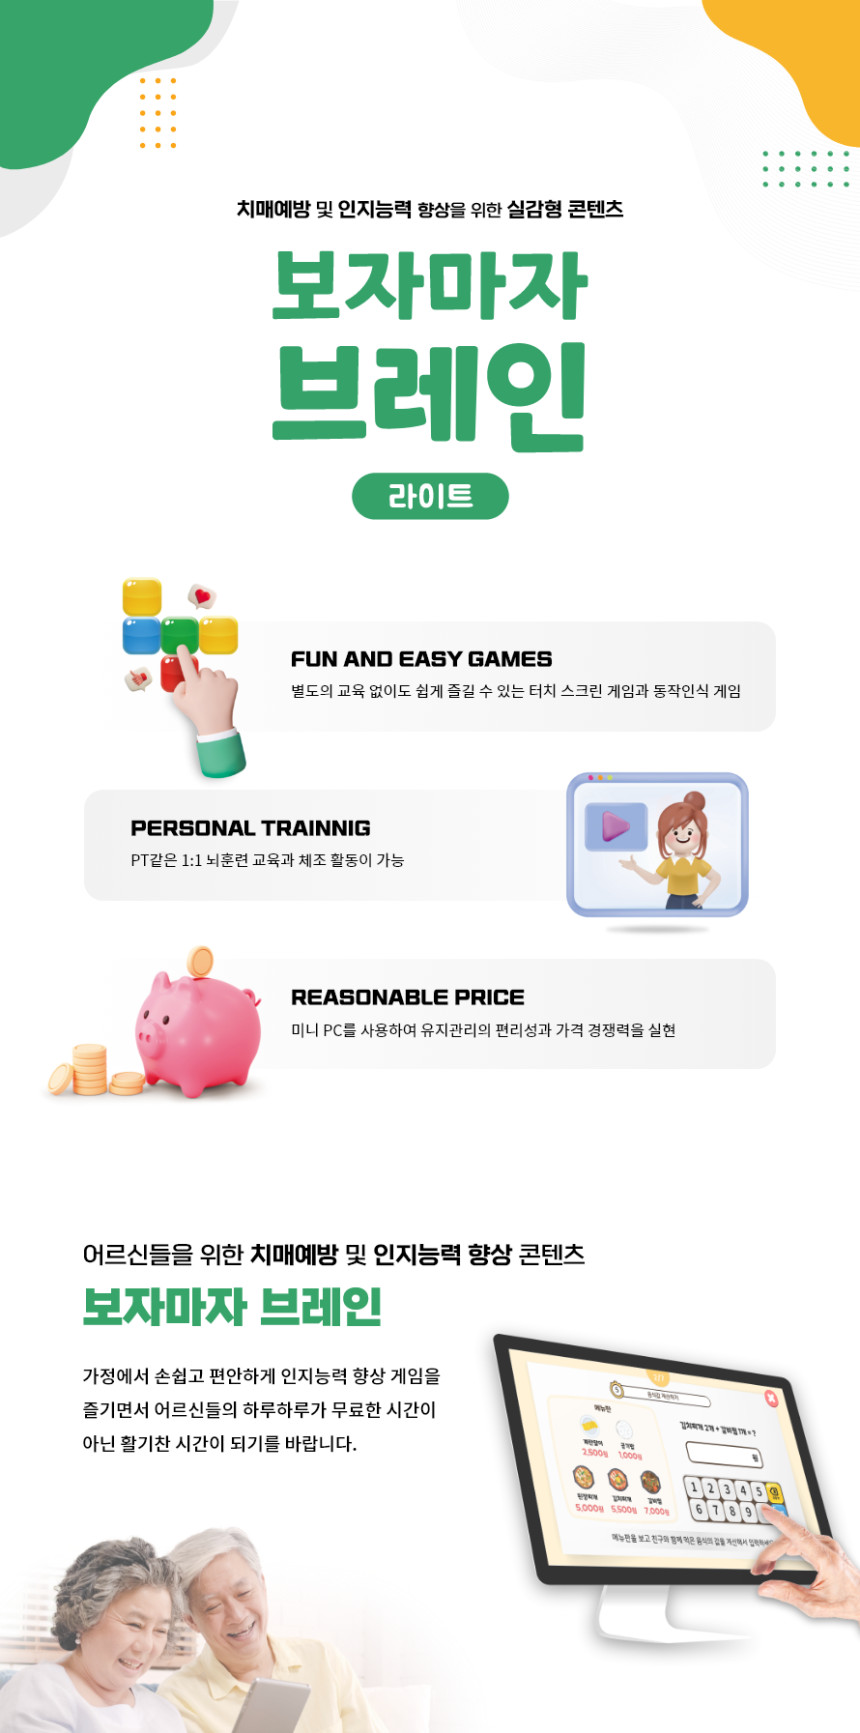 치매예방 및 인지능력 향상을 위한 실감형 콘텐츠
보자마자
브레인
라이트
FUN AND EASY GAMES
별도의 교육 없이도 쉽게 즐길 수 있는 터치 스크린 게임과 동작인식 게임
PERSONAL TRAINNIG
PT같은 1:1 뇌훈련 교육과 체조 활동이 가능
REASONABLE PRICE
미니 PC를 사용하여 유지관리의 편리성과 가격 경쟁력을 실현
어르신들을 위한 치매예방 및 인지능력 향상 콘텐츠
보자마자 브레인
가정에서 손쉽고 편안하게 인지능력 향상 게임을
즐기면서 어르신들의 하루하루가 무료한 시간이
아닌 활기찬 시간이 되기를 바랍니다.
1/7
5
음식값 계산하기
메뉴판
계란말이 공기밥
2,500원 1,000원
된장찌개 김치찌개 갈비찜
5,000원 5,500원 7,000원
김치찌개 2개 + 갈비찜 1개 = ?
원
1 2 3 4 5
6 7 8 9
메뉴판을 보고 친구와 함께 먹은 음식의 값을 계산해서 입력하세